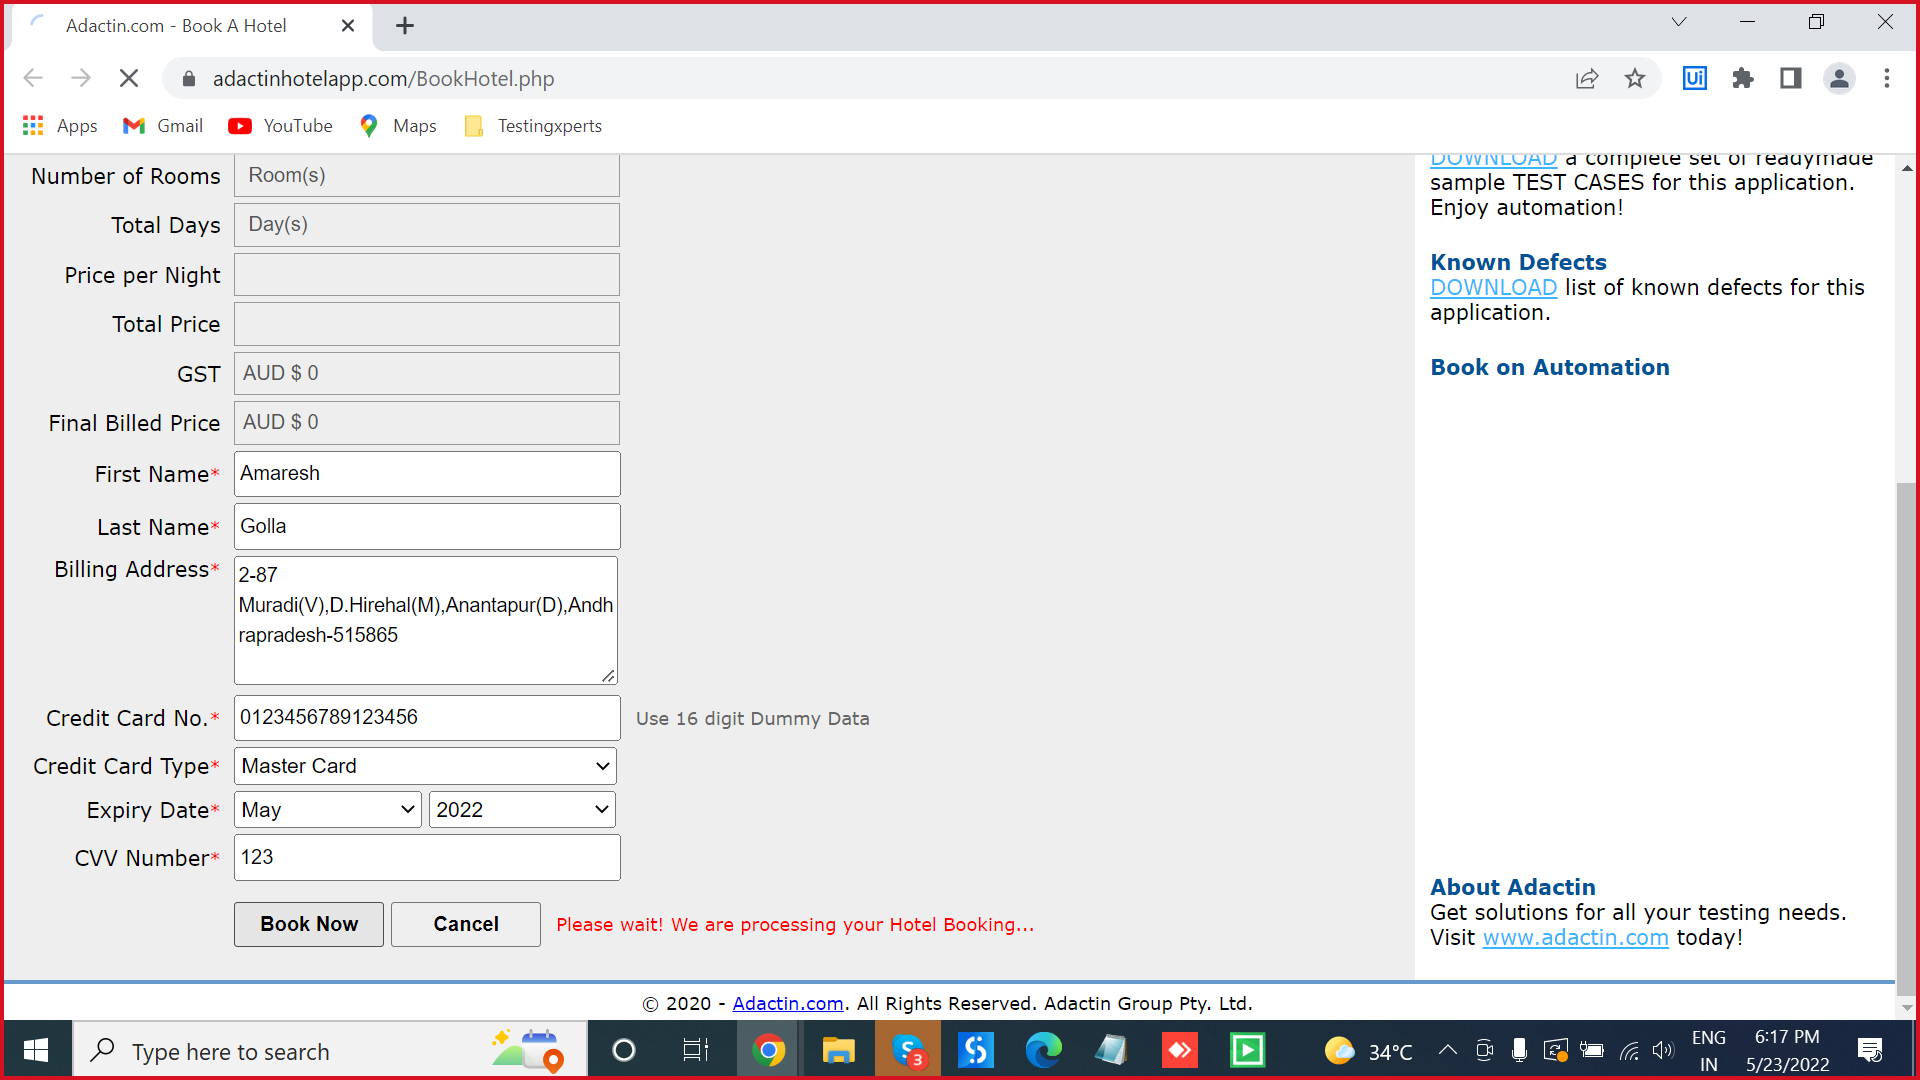 Adactin.com - Book A Hotel
adactinhotelapp.com/BookHotel.php
Ui
Apps
Gmail
YouTube
Maps
Testingxperts
Number of Rooms
Room(s)
Total Days
Day(s)
Price per Night
Total Price
GST
AUD $ 0
Final Billed Price
AUD $ 0
First Name*
Amaresh
Last Name*
Golla
Billing Address*
2-87
Muradi(V),D.Hirehal(M),Anantapur(D),Andh
rapradesh-515865
Credit Card No.*
0123456789123456
Use 16 digit Dummy Data
Credit Card Type*
Master Card
Expiry Date*
May
2022
CVV Number*
123
Book Now
Cancel
Please wait! We are processing your Hotel Booking...
DOWNLOAD a complete set of readymade
sample TEST CASES for this application.
Enjoy automation!
Known Defects
DOWNLOAD list of known defects for this
application.
Book on Automation
About Adactin
Get solutions for all your testing needs.
Visit www.adactin.com today!
© 2020 - Adactin.com. All Rights Reserved. Adactin Group Pty. Ltd.
Type here to search
S
3
34°C
ENG
IN
6:17 PM
5/23/2022